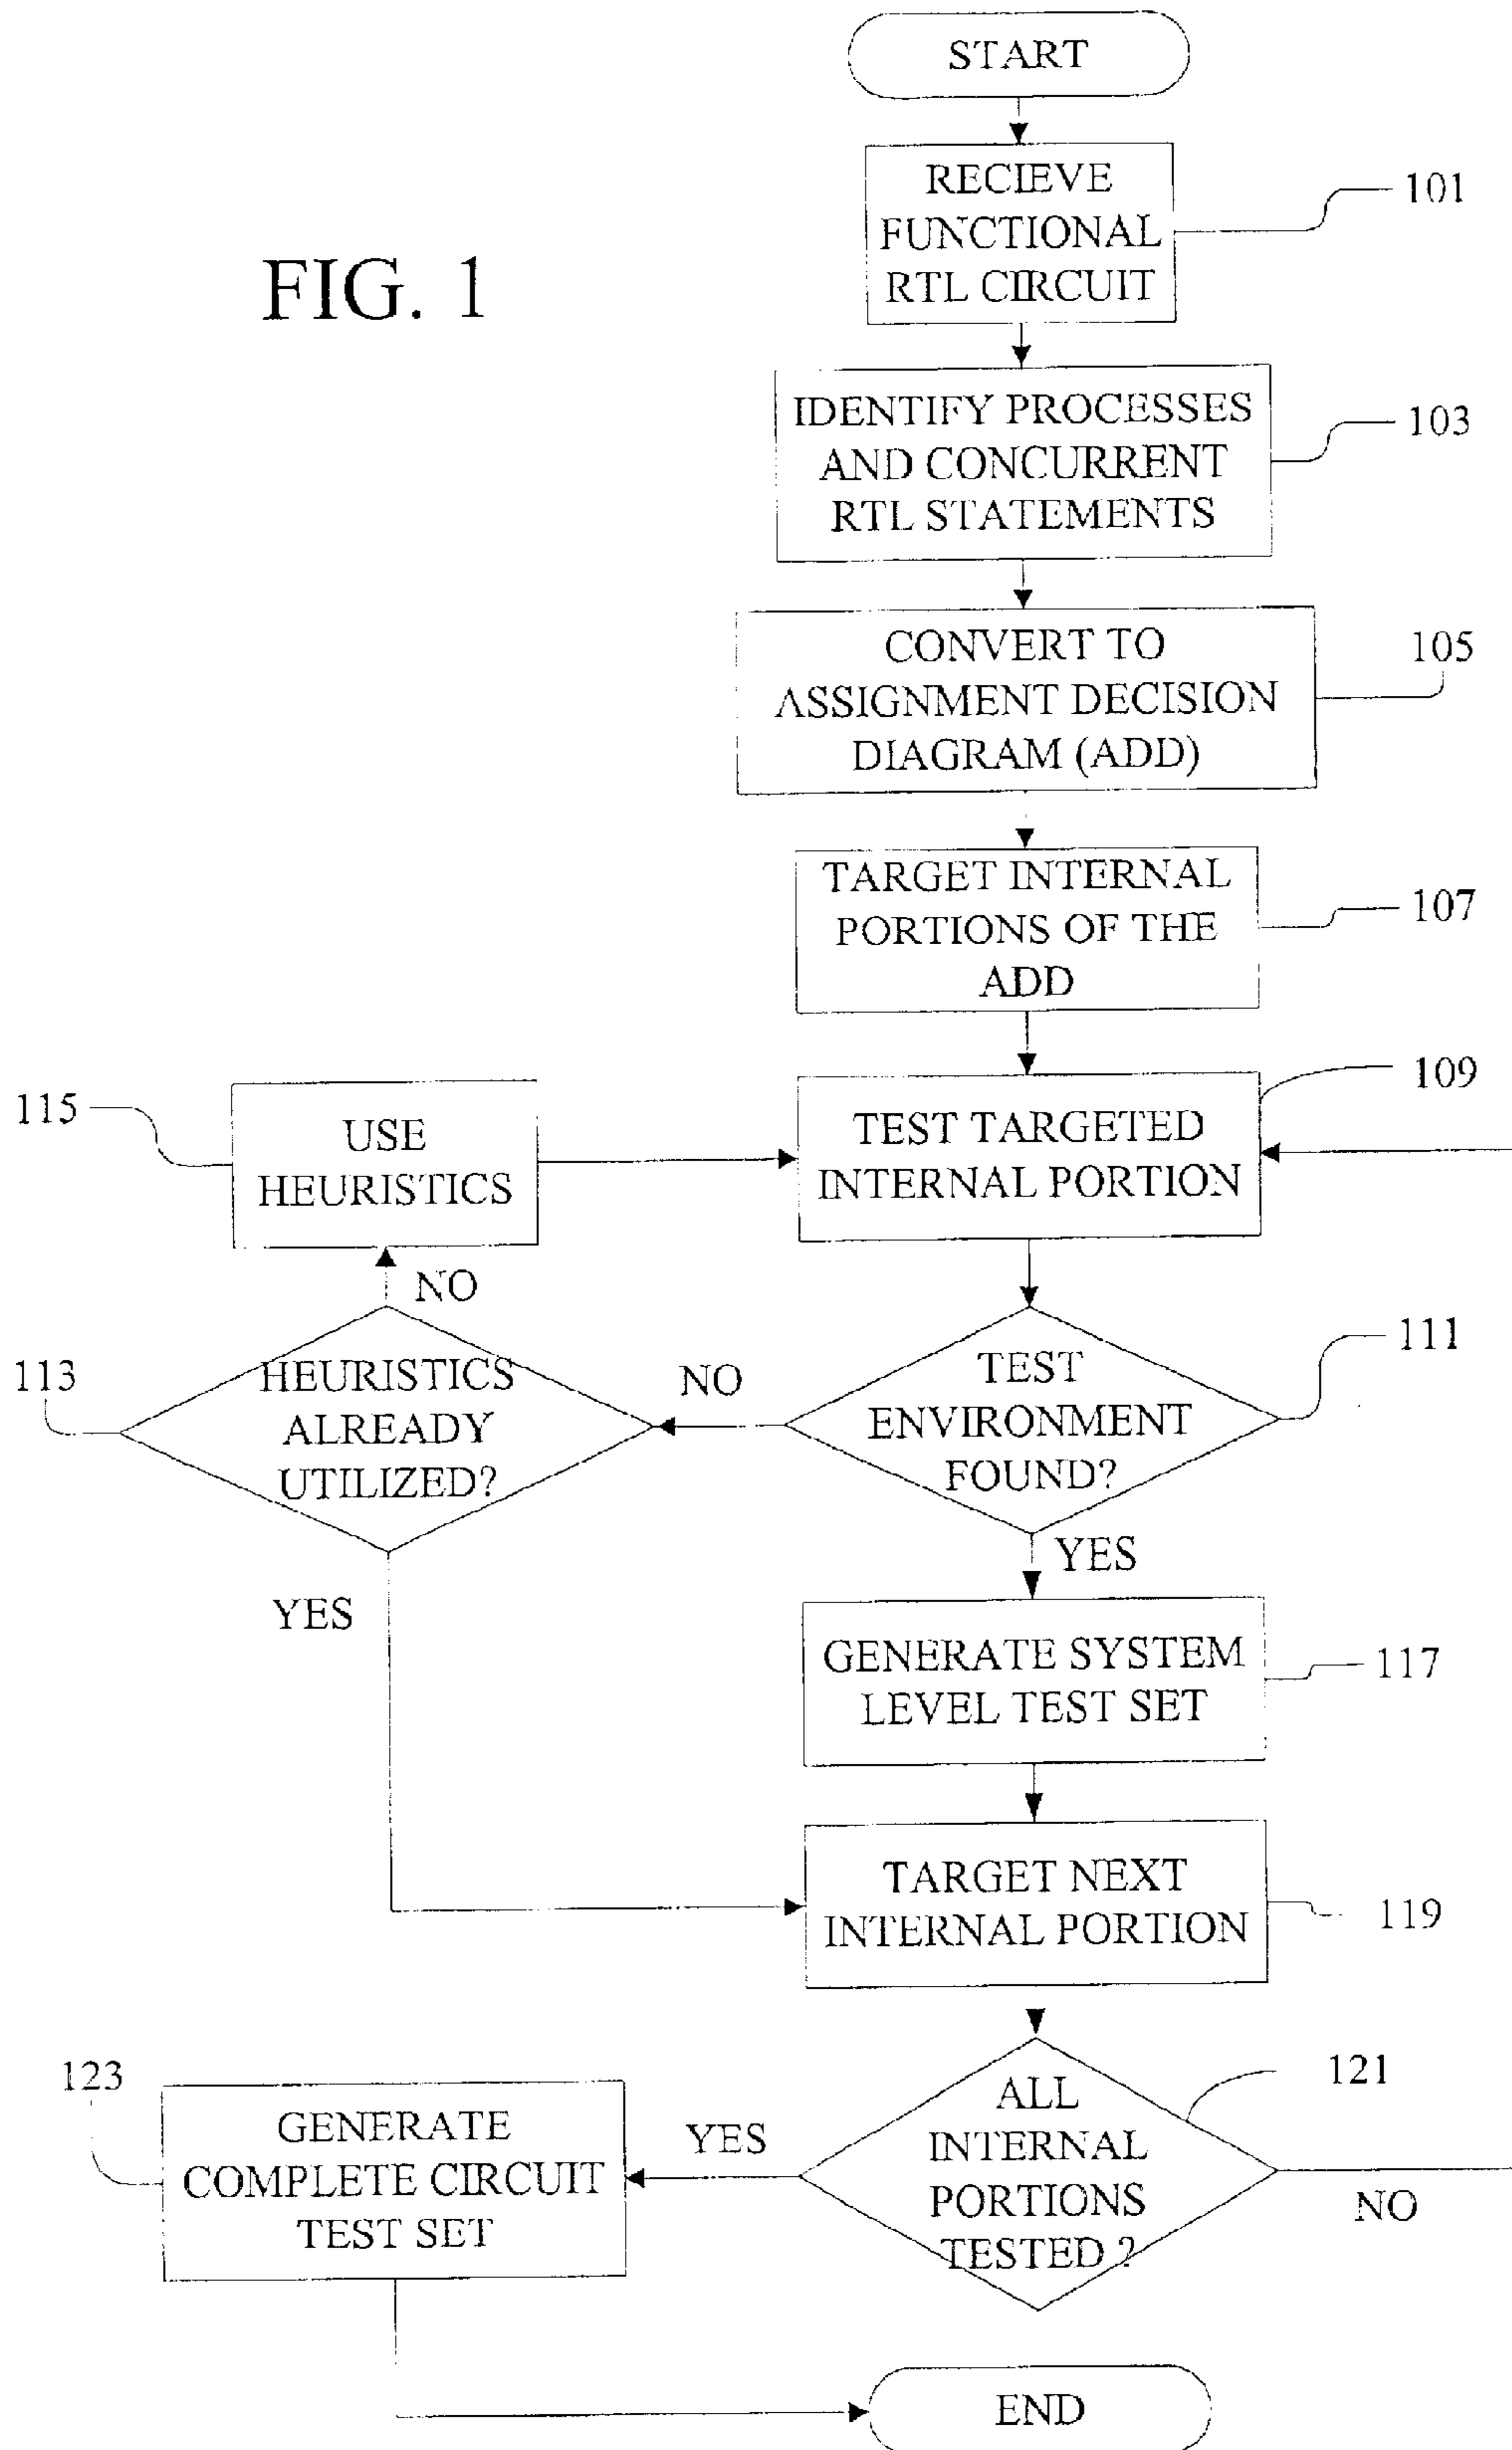 START
RECIEVE
FUNCTIONAL
RTL CIRCUIT
101
FIG. 1
IDENTIFY PROCESSES
AND CONCURRENT
RTL STATEMENTS
103
CONVERT TO
ASSIGNMENT DECISION
DIAGRAM (ADD)
105
TARGET INTERNAL
PORTIONS OF THE
ADD
107
115
USE
HEURISTICS
TEST TARGETED
INTERNAL PORTION
109
NO
113
HEURISTICS
ALREADY
UTILIZED?
NO
TEST
ENVIRONMENT
FOUND?
111
YES
YES
GENERATE SYSTEM
LEVEL TEST SET
117
TARGET NEXT
INTERNAL PORTION
119
123
GENERATE
COMPLETE CIRCUIT
TEST SET
YES
ALL
INTERNAL
PORTIONS
TESTED ?
121
NO
END